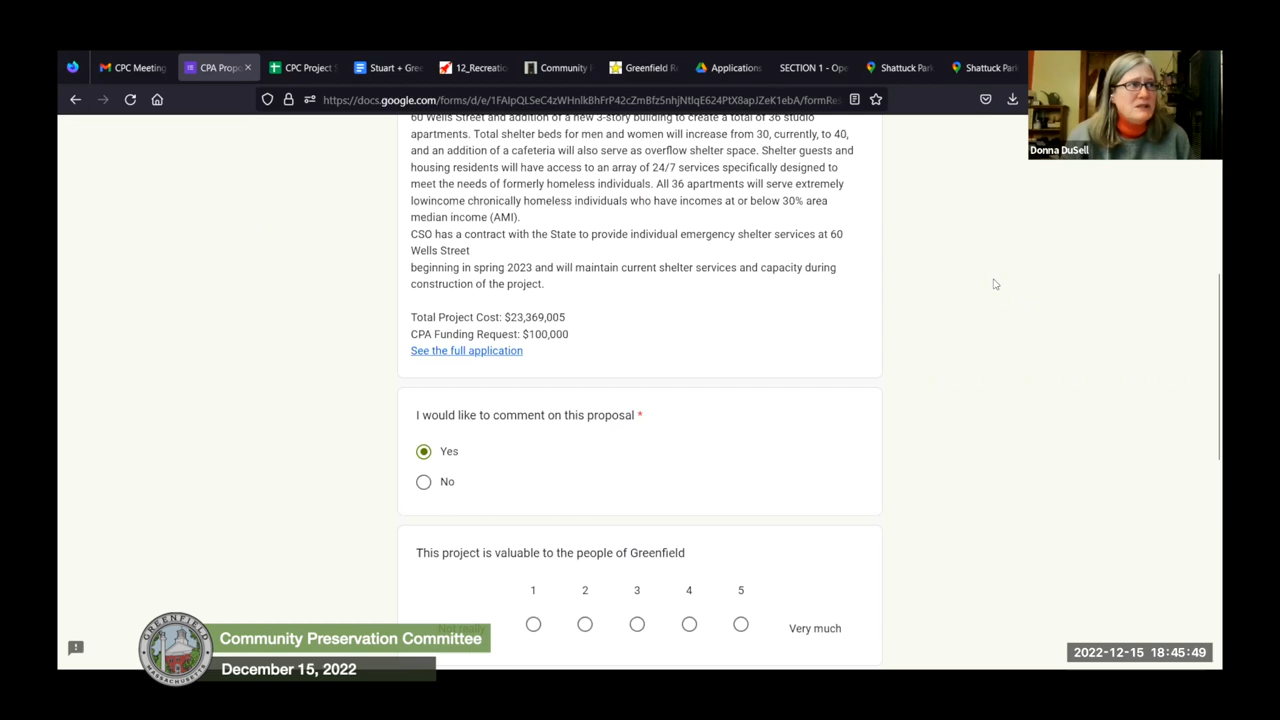 CPC Meeting
CPA Propo
CPC Project S
Stuart + Gree
12_Recreatio
Community P
Greenfield Re
Applications
SECTION 1 - Ope
Shattuck Park
Shattuck Park
Donna DuSell
60 Wells Street and addition of a new 3-story building to create a total of 36 studio
apartments. Total shelter beds for men and women will increase from 30, currently, to 40,
and an addition of a cafeteria will also serve as overflow shelter space. Shelter guests and
housing residents will have access to an array of 24/7 services specifically designed to
meet the needs of formerly homeless individuals. All 36 apartments will serve extremely
lowincome chronically homeless individuals who have incomes at or below 30% area
median income (AMI).
CSO has a contract with the State to provide individual emergency shelter services at 60
Wells Street
beginning in spring 2023 and will maintain current shelter services and capacity during
construction of the project.
Total Project Cost: $23,369,005
CPA Funding Request: $100,000
See the full application
I would like to comment on this proposal *
Yes
No
This project is valuable to the people of Greenfield
1 2 3 4 5
Not really
Very much
GREENFIELD
MASSACHUSETTS
Community Preservation Committee
December 15, 2022
2022-12-15 18:45:49